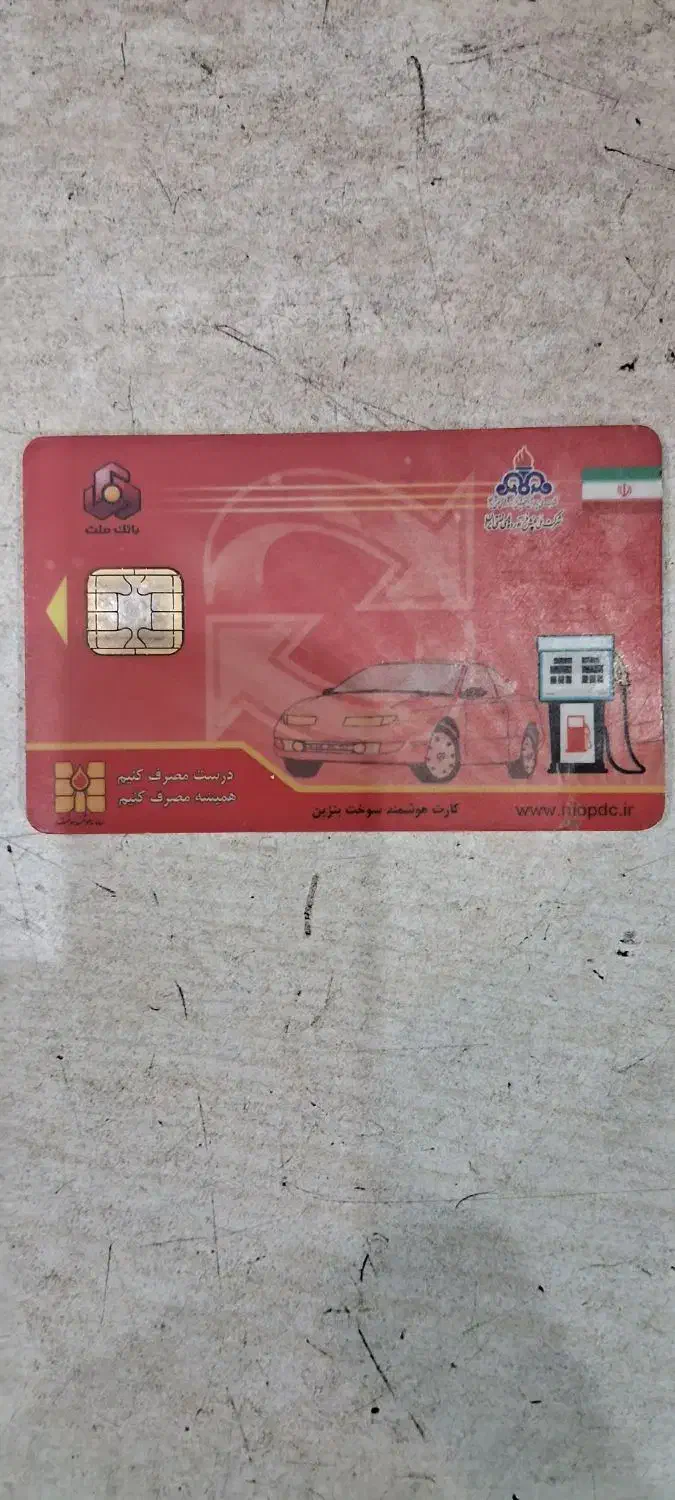 بانک ملت
درست مصرف کنیم
همیشه مصرف کنیم
کارت هوشمند سوخت بنزین
www.niopdc.ir